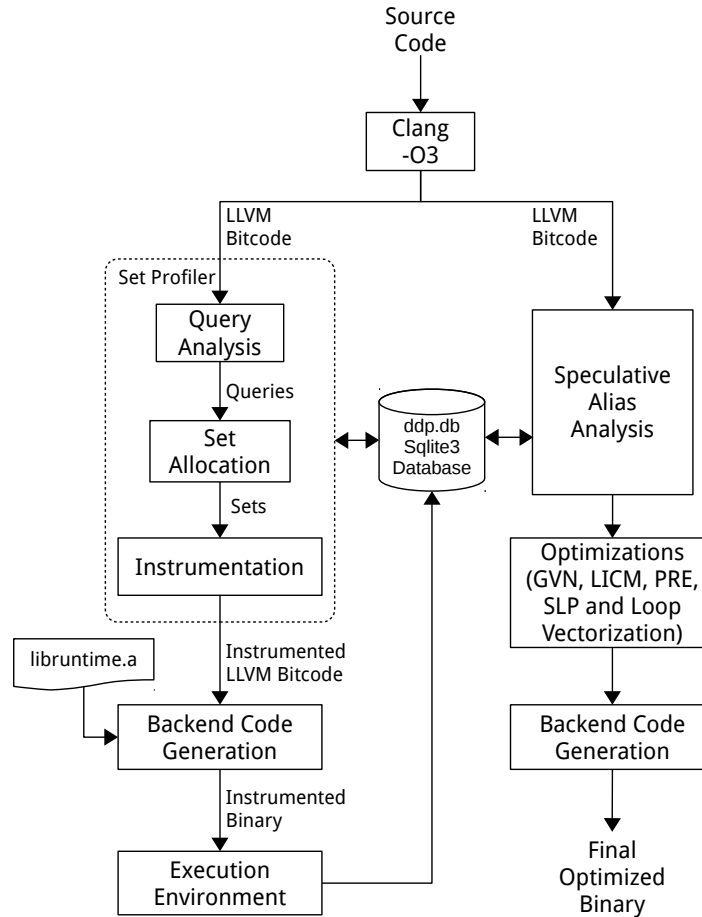 Source
Code
Clang
-O3
LLVM
Bitcode
LLVM
Bitcode
Set Profiler
Query
Analysis
Queries
Set
Allocation
Sets
Instrumentation
ddp.db
Sqlite3
Database
Speculative
Alias
Analysis
Optimizations
(GVN, LICM, PRE,
SLP and Loop
Vectorization)
libruntime.a
Instrumented
LLVM Bitcode
Backend Code
Generation
Backend Code
Generation
Instrumented
Binary
Execution
Environment
Final
Optimized
Binary